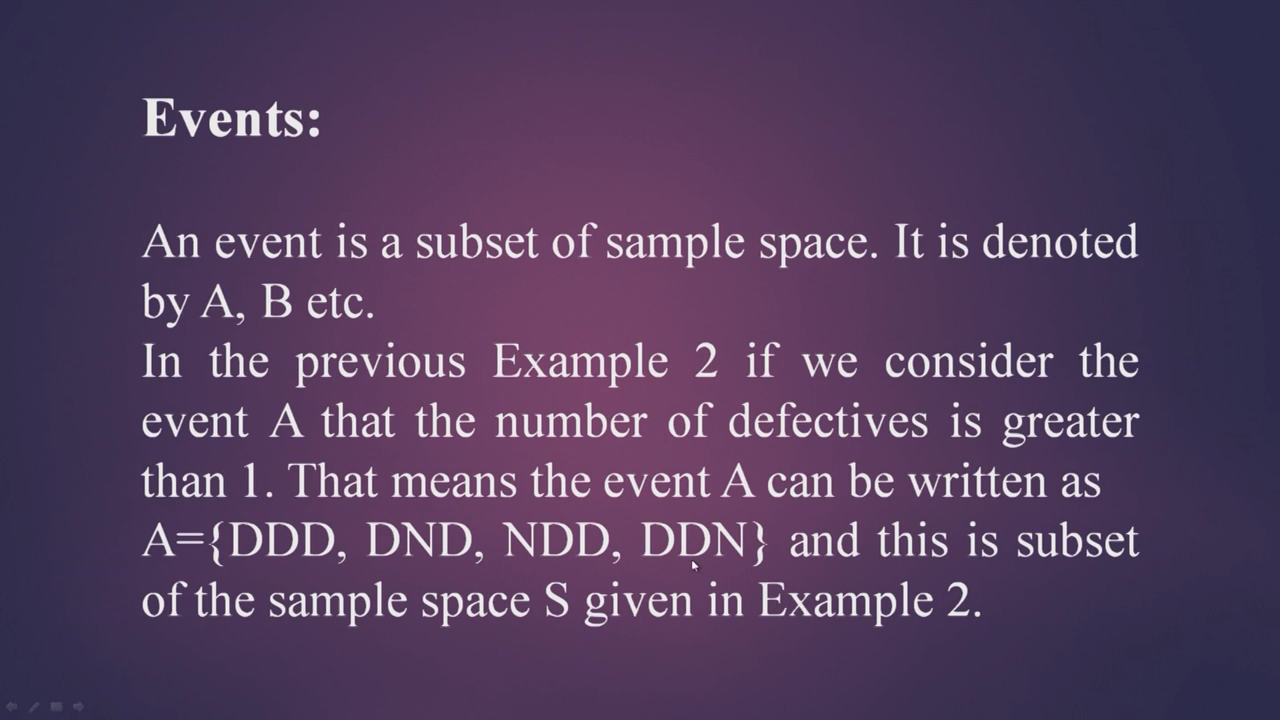 Events:
An event is a subset of sample space. It is denoted
by A, B etc.
In the previous Example 2 if we consider the
event A that the number of defectives is greater
than 1. That means the event A can be written as
A={DDD, DND, NDD, DDN} and this is subset
of the sample space S given in Example 2.